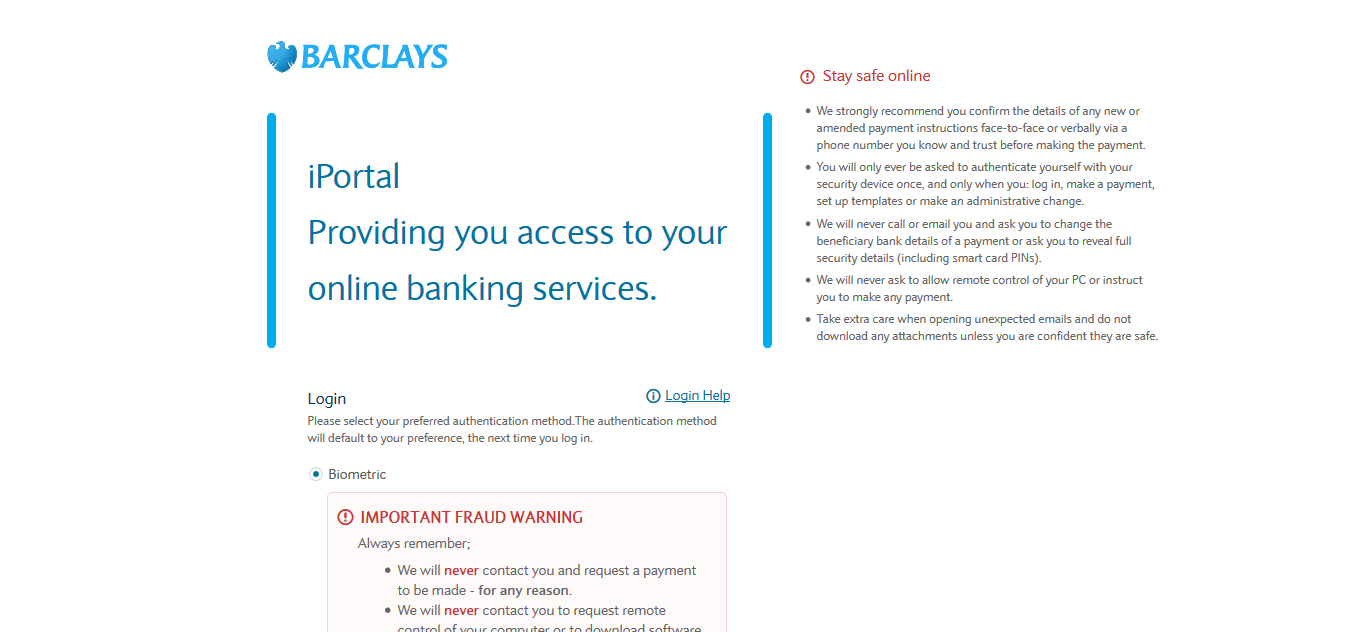 BARCLAYS
iPortal
Providing you access to your
online banking services.
Stay safe online
• We strongly recommend you confirm the details of any new or
amended payment instructions face-to-face or verbally via a
phone number you know and trust before making the payment.
• You will only ever be asked to authenticate yourself with your
security device once, and only when you: log in, make a payment,
set up templates or make an administrative change.
• We will never call or email you and ask you to change the
beneficiary bank details of a payment or ask you to reveal full
security details (including smart card PINs).
• We will never ask to allow remote control of your PC or instruct
you to make any payment.
• Take extra care when opening unexpected emails and do not
download any attachments unless you are confident they are safe.
Login
Login Help
Please select your preferred authentication method.The authentication method
will default to your preference, the next time you log in.
Biometric
IMPORTANT FRAUD WARNING
Always remember;
• We will never contact you and request a payment
to be made - for any reason.
• We will never contact you to request remote
control of your computer or to download software